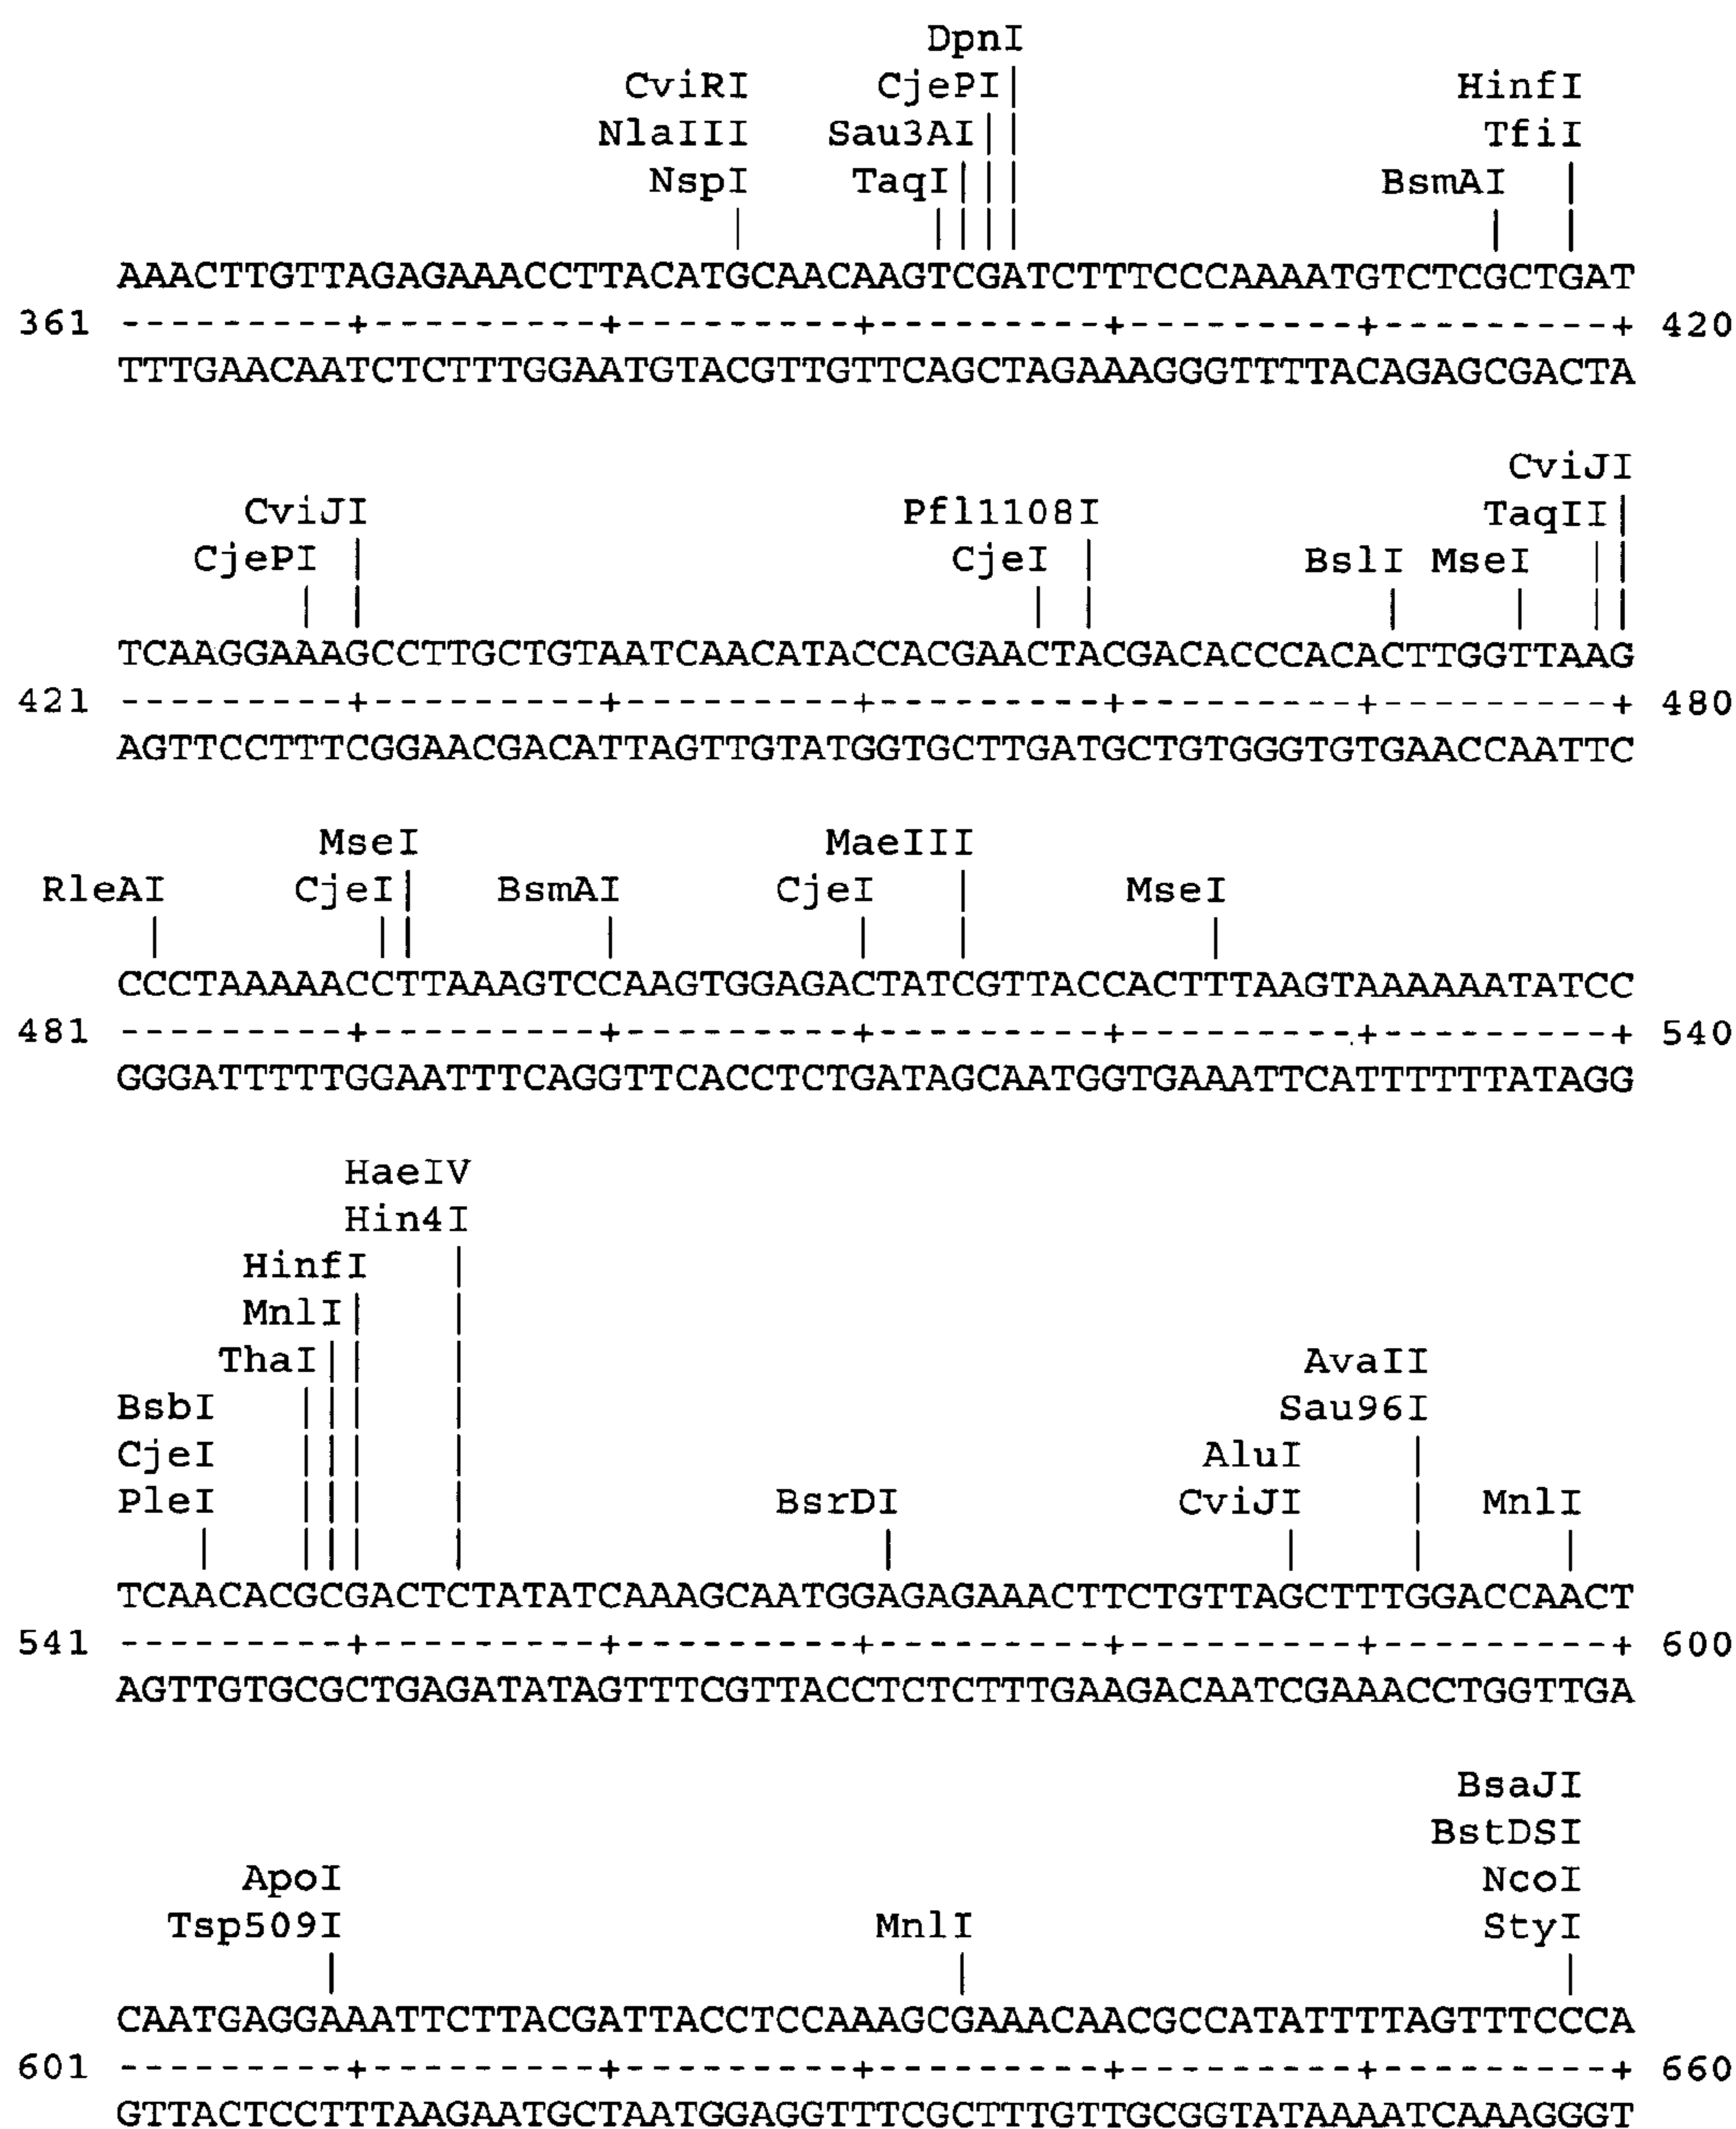 DpnI
CviRI CjePI| HinfI
NlaIII Sau3AI|| TfiI
NspI TaqI||| BsmAI |
| |||| | |
AAACTTGTTAGAGAAACCTTACATGCAACAAGTCGATCTTTCCCAAAATGTCTCGCTGAT
361 ---------+---------+---------+---------+---------+---------+ 420
TTTGAACAATCTCTTTGGAATGTACGTTGTTCAGCTAGAAAGGGTTTTACAGAGCGACTA
CviJI
CviJI Pfl1108I TaqII|
CjePI | CjeI | BslI MseI ||
| | | | | | ||
TCAAGGAAAGCCTTGCTGTAATCAACATACCACGAACTACGACACCCACACTTGGTTAAG
421 ---------+---------+---------+---------+---------+---------+ 480
AGTTCCTTTCGGAACGACATTAGTTGTATGGTGCTTGATGCTGTGGGTGTGAACCAATTC
MseI MaeIII
RleAI CjeI| BsmAI CjeI | MseI
| || | | | |
CCCTAAAAACCTTAAAGTCCAAGTGGAGACTATCGTTACCACTTTAAGTAAAAAATATCC
481 ---------+---------+---------+---------+---------+---------+ 540
GGGATTTTTGGAATTTCAGGTTCACCTCTGATAGCAATGGTGAAATTCATTTTTTATAGG
HaeIV
Hin4I
HinfI |
MnlI| |
ThaI|| | AvaII
BsbI ||| | Sau96I
CjeI ||| | AluI |
PleI ||| | BsrDI CviJI | MnlI
| ||| | | | | |
TCAACACGCGACTCTATATCAAAGCAATGGAGAGAAACTTCTGTTAGCTTTGGACCAACT
541 ---------+---------+---------+---------+---------+---------+ 600
AGTTGTGCGCTGAGATATAGTTTCGTTACCTCTCTTTGAAGACAATCGAAACCTGGTTGA
BsaJI
BstDSI
ApoI NcoI
Tsp509I MnlI StyI
| | |
CAATGAGGAAATTCTTACGATTACCTCCAAAGCGAAACAACGCCATATTTTAGTTTCCCA
601 ---------+---------+---------+---------+---------+---------+ 660
GTTACTCCTTTAAGAATGCTAATGGAGGTTTCGCTTTGTTGCGGTATAAAATCAAAGGGT